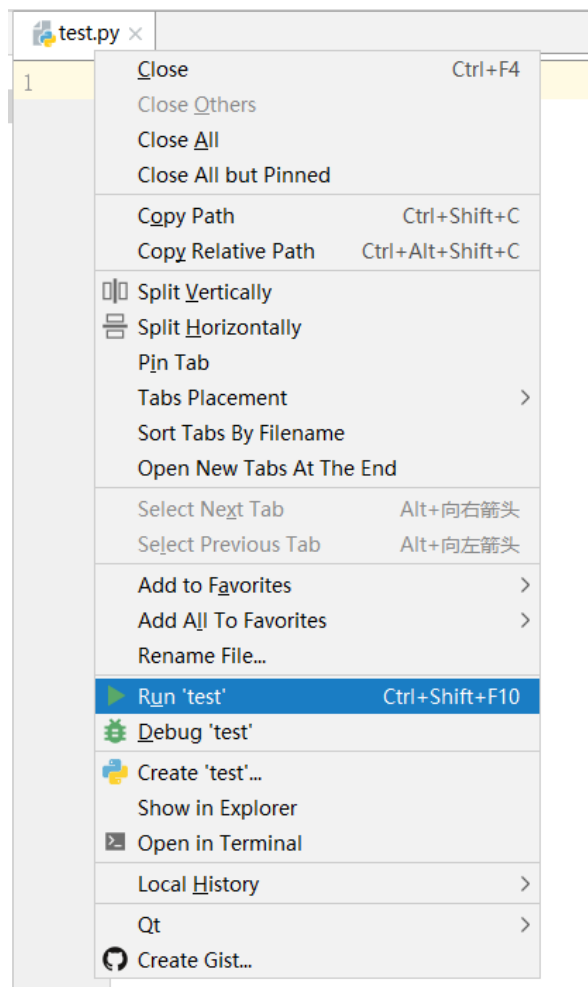 test.py
1
Close Ctrl+F4
Close Others
Close All
Close All but Pinned
Copy Path Ctrl+Shift+C
Copy Relative Path Ctrl+Alt+Shift+C
Split Vertically
Split Horizontally
Pin Tab
Tabs Placement
Sort Tabs By Filename
Open New Tabs At The End
Select Next Tab Alt+向右箭头
Select Previous Tab Alt+向左箭头
Add to Favorites
Add All To Favorites
Rename File...
Run 'test' Ctrl+Shift+F10
Debug 'test'
Create 'test'...
Show in Explorer
Open in Terminal
Local History
Qt
Create Gist...